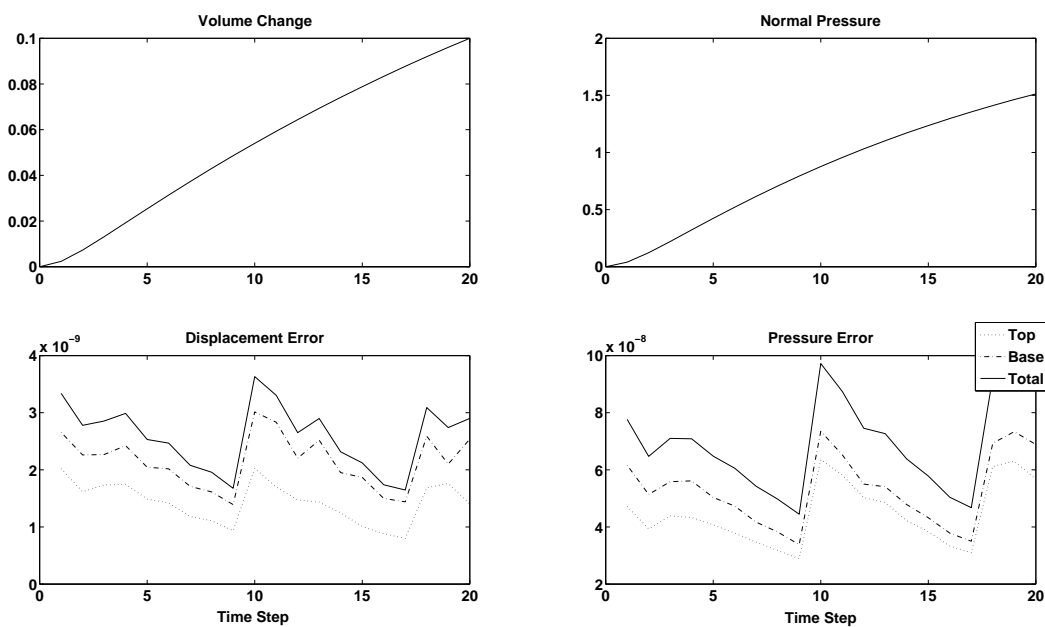 Volume Change
0.1
0.08
0.06
0.04
0.02
0
0 5 10 15 20
Normal Pressure
2
1.5
1
0.5
0
0 5 10 15 20
Displacement Error
x 10⁻⁹
4
3
2
1
0
0 5 10 15 20
Time Step
Pressure Error
x 10⁻⁸
10
8
6
4
2
0 5 10 15 20
Time Step
Top
Base
Total